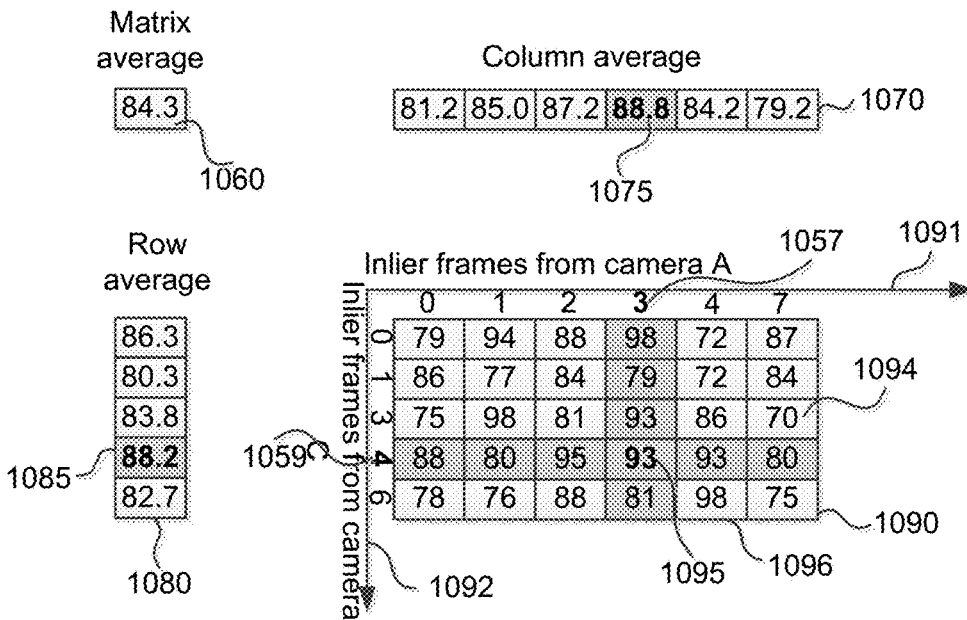 Matrix average
Column average
84.3
81.2 85.0 87.2 88.8 84.2 79.2
1070
1060
1075
Row average
1057
1091
Inlier frames from camera A
0 1 2 3 4 7
86.3
80.3
83.8
88.2
82.7
1085
1080
Inlier frames from camera C
0 79 94 88 98 72 87
1 86 77 84 79 72 84
3 75 98 81 93 86 70
4 88 80 95 93 93 80
6 78 76 88 81 98 75
1094
1059
1090
1092
1095
1096